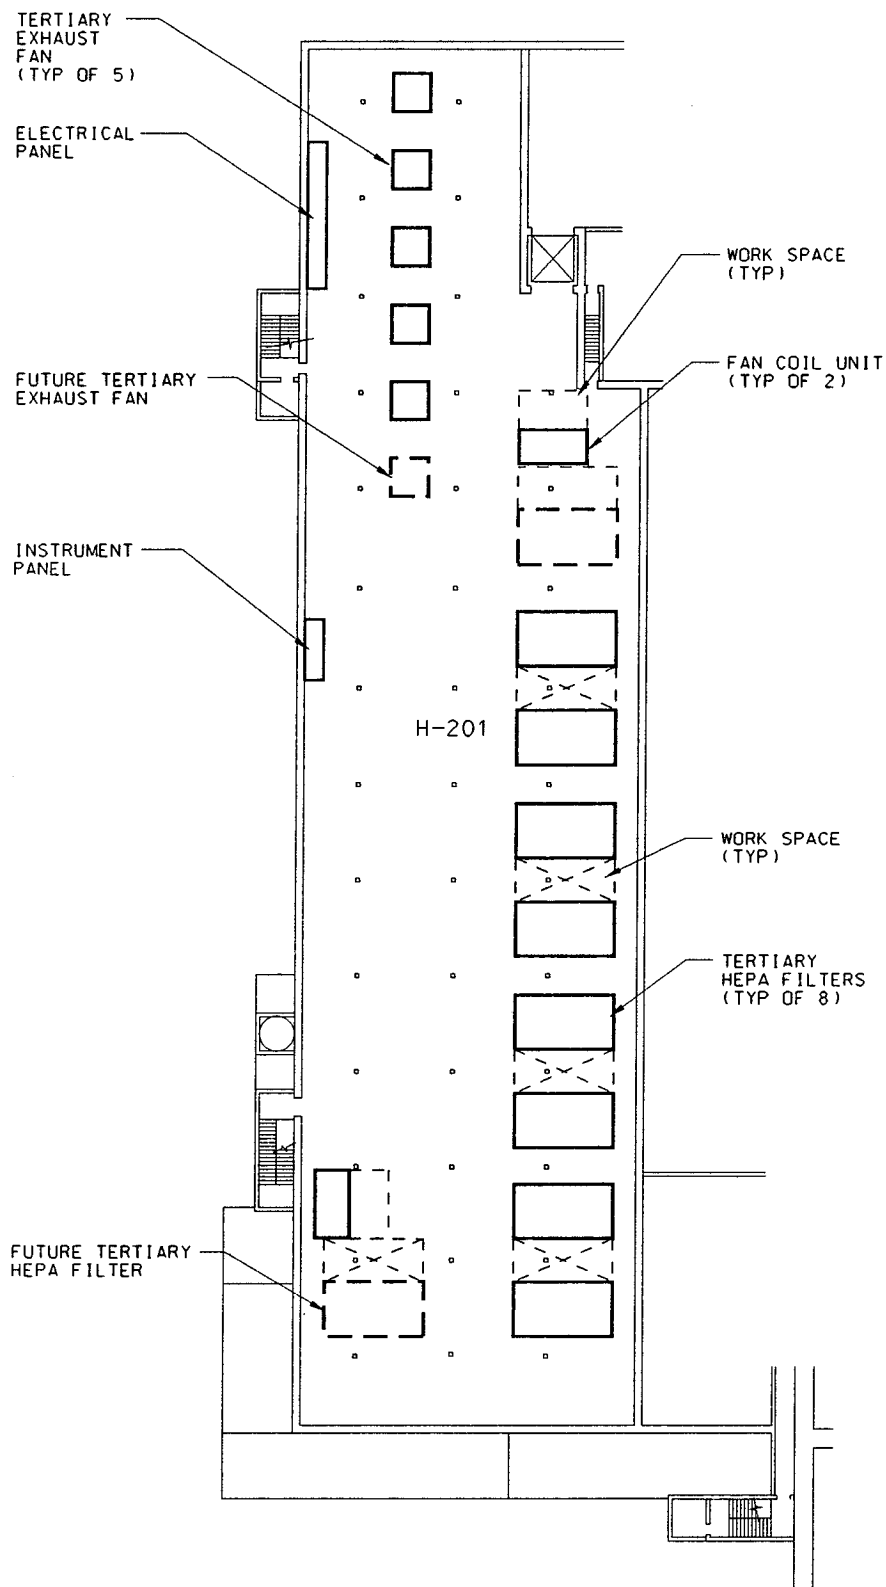 TERTIARY
EXHAUST
FAN
(TYP OF 5)
ELECTRICAL
PANEL
WORK SPACE
(TYP)
FAN COIL UNIT
(TYP OF 2)
FUTURE TERTIARY
EXHAUST FAN
INSTRUMENT
PANEL
H-201
WORK SPACE
(TYP)
TERTIARY
HEPA FILTERS
(TYP OF 8)
FUTURE TERTIARY
HEPA FILTER